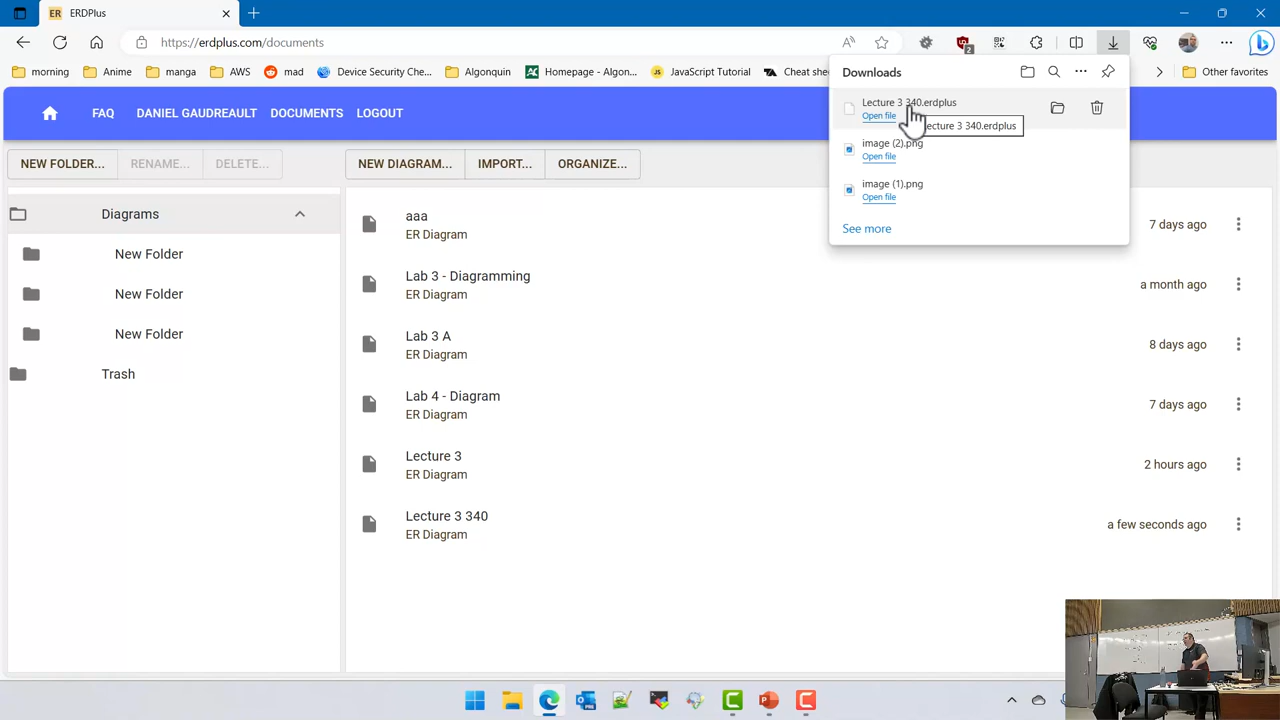 ER ERDPlus
https://erdplus.com/documents
2
morning
Anime
manga
AWS
mad
Device Security Che...
Algonquin
Homepage - Algon...
JavaScript Tutorial
Cheat shee
Other favorites
FAQ
DANIEL GAUDREAULT
DOCUMENTS
LOGOUT
Downloads
Lecture 3 340.erdplus
Open file
ecture 3 340.erdplus
image (2).png
Open file
image (1).png
Open file
See more
NEW FOLDER...
RENAME...
DELETE...
NEW DIAGRAM...
IMPORT...
ORGANIZE...
Diagrams
New Folder
New Folder
New Folder
Trash
aaa
ER Diagram
7 days ago
Lab 3 - Diagramming
ER Diagram
a month ago
Lab 3 A
ER Diagram
8 days ago
Lab 4 - Diagram
ER Diagram
7 days ago
Lecture 3
ER Diagram
2 hours ago
Lecture 3 340
ER Diagram
a few seconds ago